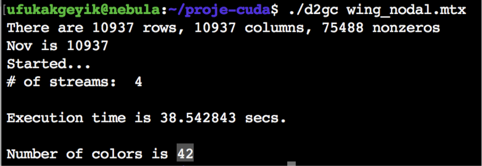 ufukakgeyik@nebula:~/proje-cuda$ ./d2gc wing_nodal.mtx
There are 10937 rows, 10937 columns, 75488 nonzeros
Nov is 10937
Started...
# of streams:  4
Execution time is 38.542843 secs.
Number of colors is 42